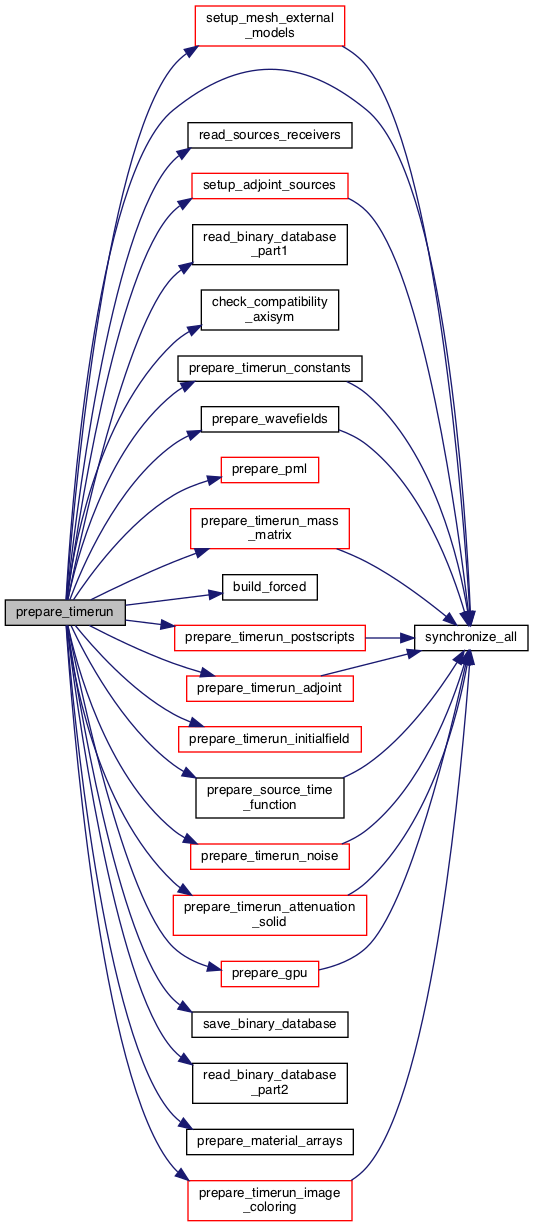 setup_mesh_external
_models
read_sources_receivers
setup_adjoint_sources
read_binary_database
_part1
check_compatibility
_axisym
prepare_timerun_constants
prepare_wavefields
prepare_pml
prepare_timerun_mass
_matrix
build_forced
prepare_timerun
prepare_timerun_postscripts
synchronize_all
prepare_timerun_adjoint
prepare_timerun_initialfield
prepare_source_time
_function
prepare_timerun_noise
prepare_timerun_attenuation
_solid
prepare_gpu
save_binary_database
read_binary_database
_part2
prepare_material_arrays
prepare_timerun_image
_coloring